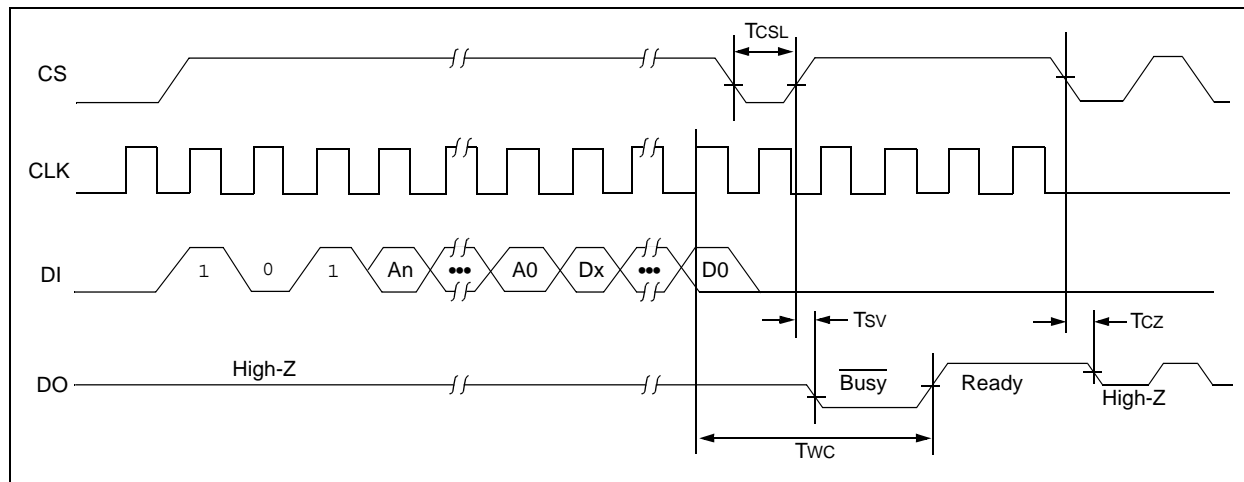 TCSL
CS
CLK
DI 1 0 1 An ••• A0 Dx ••• D0
TSV TCZ
DO High-Z Busy Ready High-Z
TWC